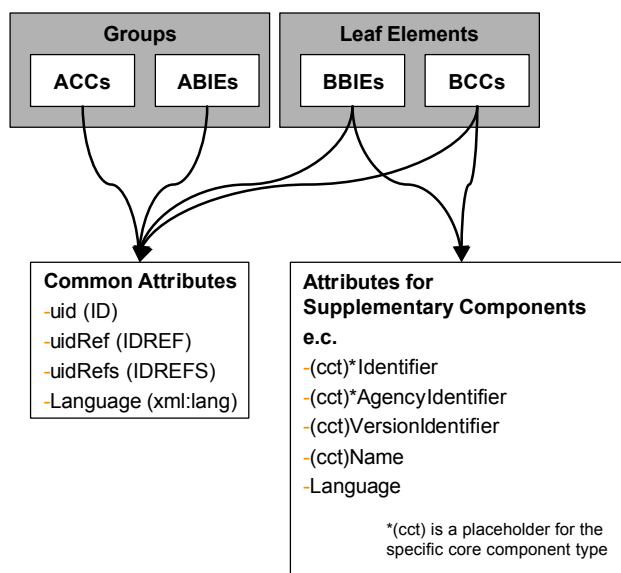 Groups
Leaf Elements
ACCs
ABIEs
BBIEs
BCCs
Common Attributes
-uid (ID)
-uidRef (IDREF)
-uidRefs (IDREFS)
-Language (xml:lang)
Attributes for
Supplementary Components
e.c.
-(cct)*Identifier
-(cct)*AgencyIdentifier
-(cct)VersionIdentifier
-(cct)Name
-Language
*(cct) is a placeholder for the
specific core component type